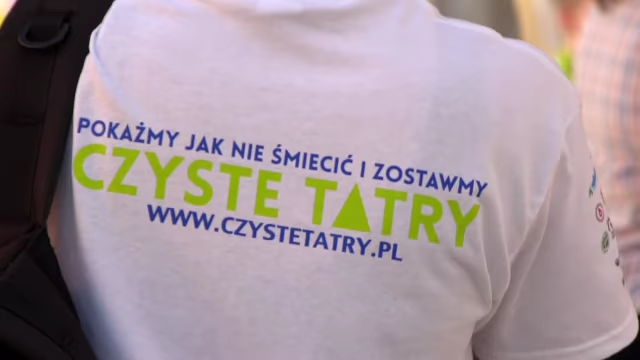 POKAŻMY JAK NIE ŚMIECIĆ I ZOSTAWMY
CZYSTE TATRY
WWW.CZYSTETATRY.PL